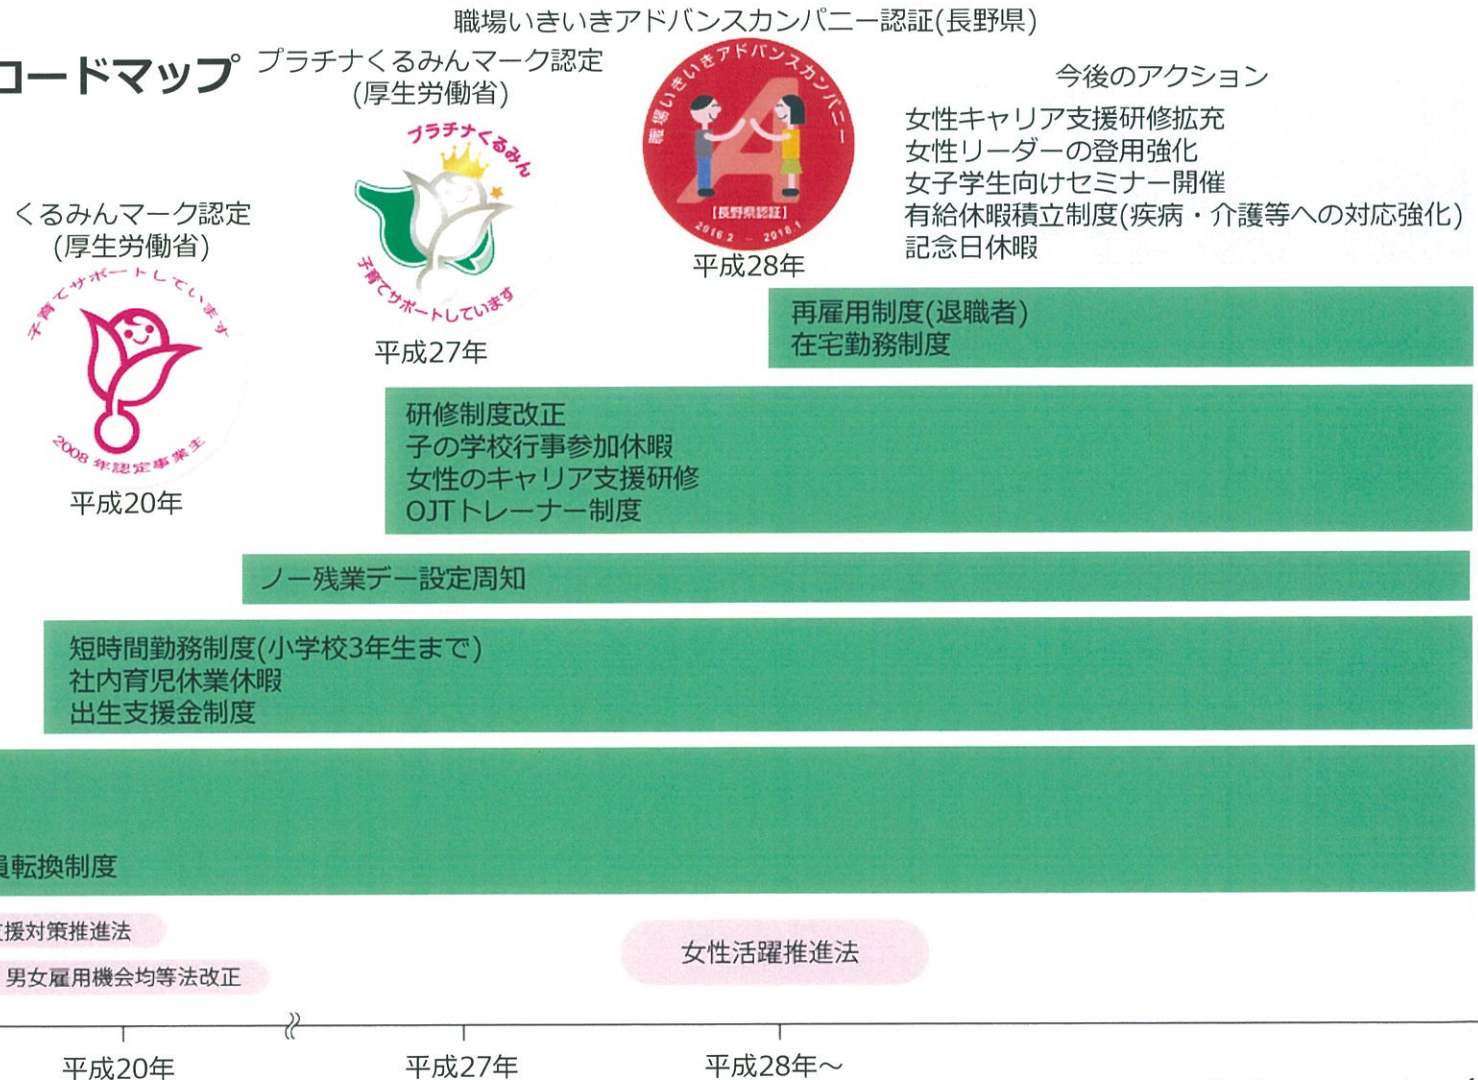 職場いきいきアドバンスカンパニー認証(長野県)
ロードマップ
プラチナくるみんマーク認定
(厚生労働省)
プラチナくるみん
子育てサポートしています
平成27年
職場いきいきアドバンスカンパニー
A
【長野県認証】
2016.2 － 2018.1
平成28年
今後のアクション
女性キャリア支援研修拡充
女性リーダーの登用強化
女子学生向けセミナー開催
有給休暇積立制度(疾病・介護等への対応強化)
記念日休暇
くるみんマーク認定
(厚生労働省)
子育てサポートしています
2008年認定事業主
平成20年
再雇用制度(退職者)
在宅勤務制度
研修制度改正
子の学校行事参加休暇
女性のキャリア支援研修
OJTトレーナー制度
ノー残業デー設定周知
短時間勤務制度(小学校3年生まで)
社内育児休業休暇
出生支援金制度
員転換制度
援対策推進法
男女雇用機会均等法改正
女性活躍推進法
平成20年
平成27年
平成28年～